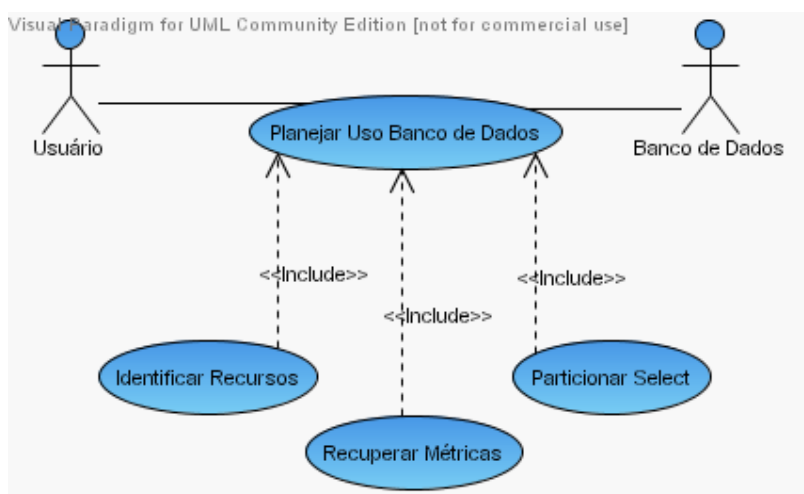 Visual Paradigm for UML Community Edition [not for commercial use]
Usuário
Planejar Uso Banco de Dados
Banco de Dados
<<Include>>
<<Include>>
<<Include>>
Identificar Recursos
Particionar Select
Recuperar Métricas